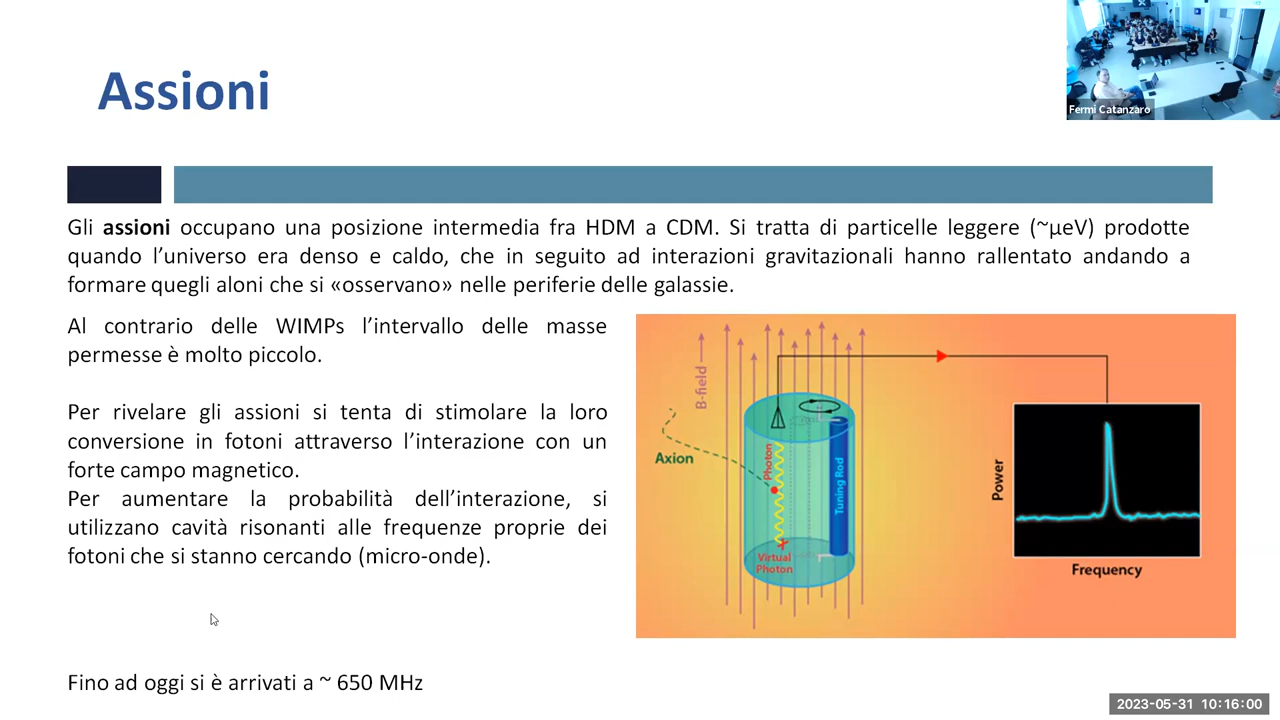 Assioni
Fermi Catanzaro
Gli assioni occupano una posizione intermedia fra HDM a CDM. Si tratta di particelle leggere (~µeV) prodotte
quando l’universo era denso e caldo, che in seguito ad interazioni gravitazionali hanno rallentato andando a
formare quegli aloni che si «osservano» nelle periferie delle galassie.
Al contrario delle WIMPs l’intervallo delle masse
permesse è molto piccolo.
Per rivelare gli assioni si tenta di stimolare la loro
conversione in fotoni attraverso l’interazione con un
forte campo magnetico.
Per aumentare la probabilità dell’interazione, si
utilizzano cavità risonanti alle frequenze proprie dei
fotoni che si stanno cercando (micro-onde).
Fino ad oggi si è arrivati a ~ 650 MHz
B-field
Axion
Photon
Tuning Rod
Virtual
Photon
Power
Frequency
2023-05-31 10:16:00